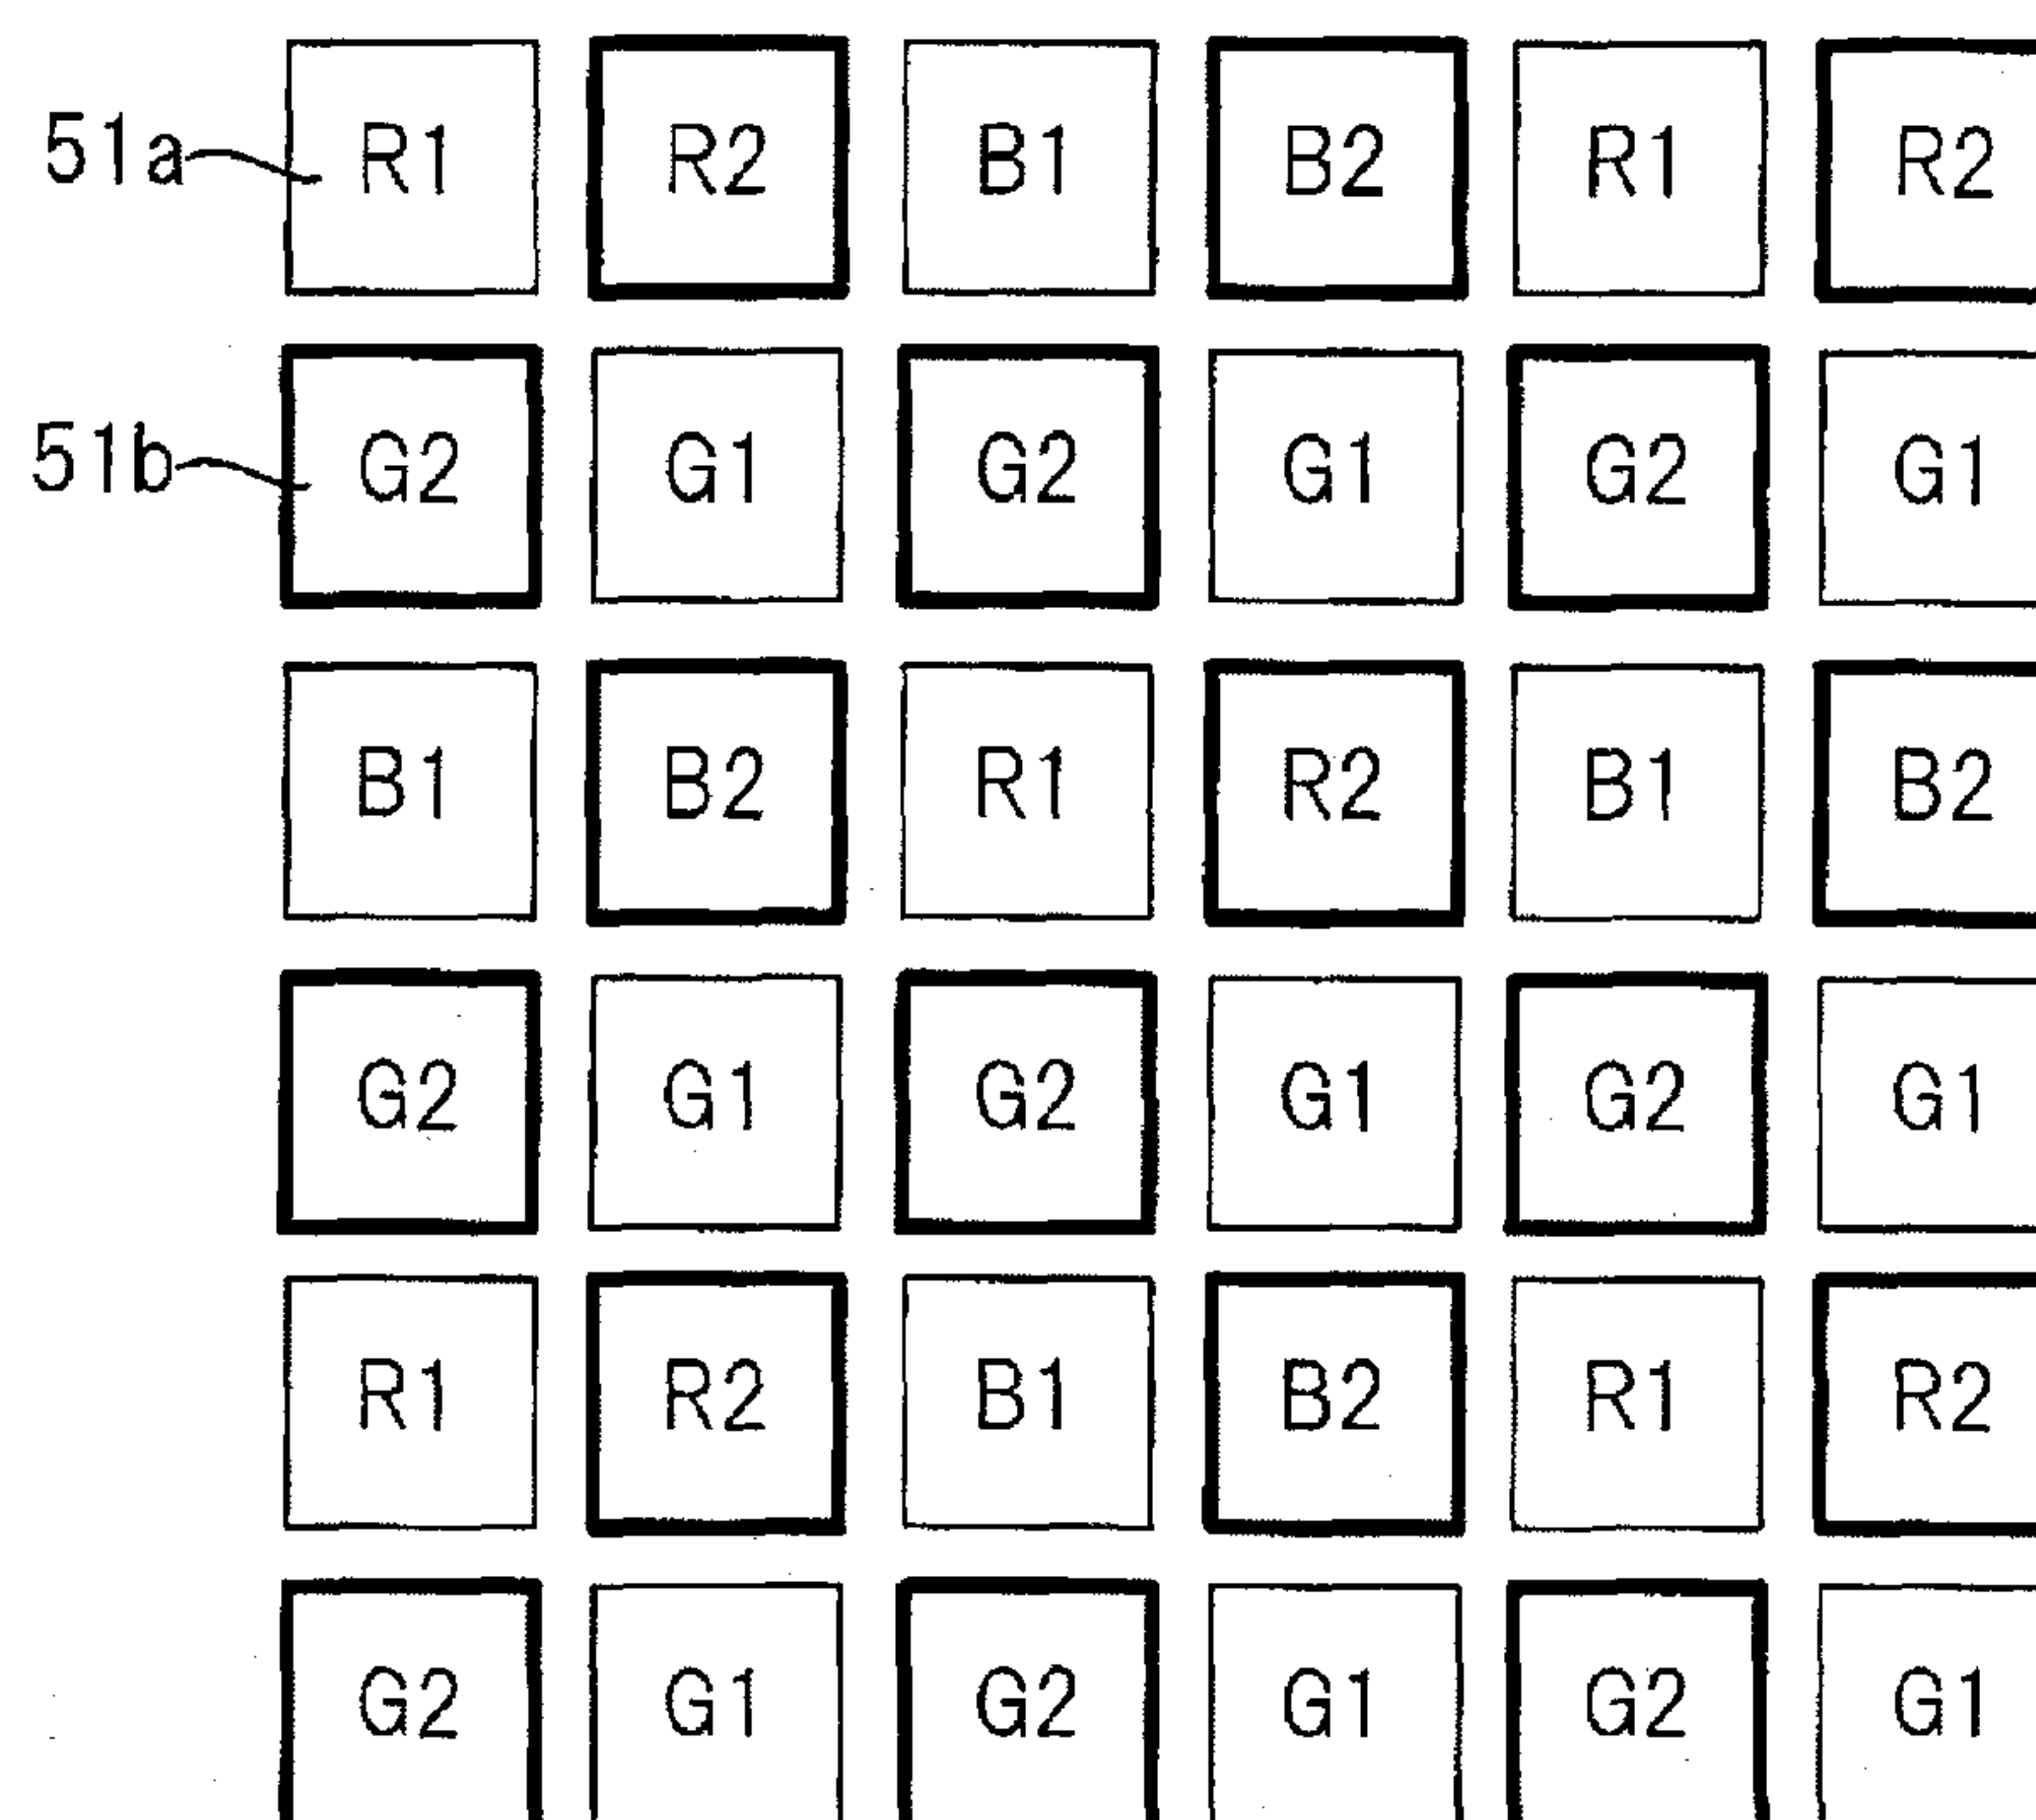 51a R1 R2 B1 B2 R1 R2
51b G2 G1 G2 G1 G2 G1
B1 B2 R1 R2 B1 B2
G2 G1 G2 G1 G2 G1
R1 R2 B1 B2 R1 R2
G2 G1 G2 G1 G2 G1